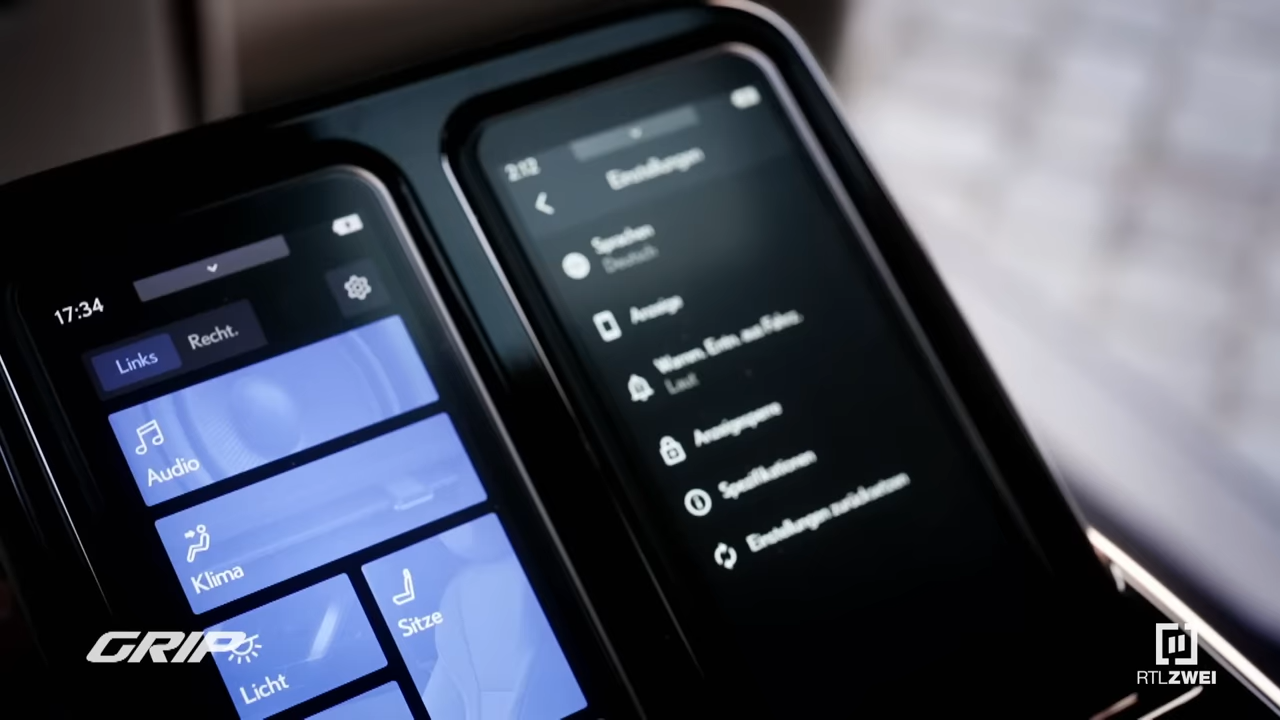 17:34
Links
Recht.
Audio
Klima
Sitze
Licht
2:12
Einstellungen
Sprachen
Deutsch
Anzeige
Warnm. Entn. aus Fahrz.
Laut
Anzeigesperre
Spezifikationen
Einstellungen zurücksetzen
GRIP
RTLZWEI